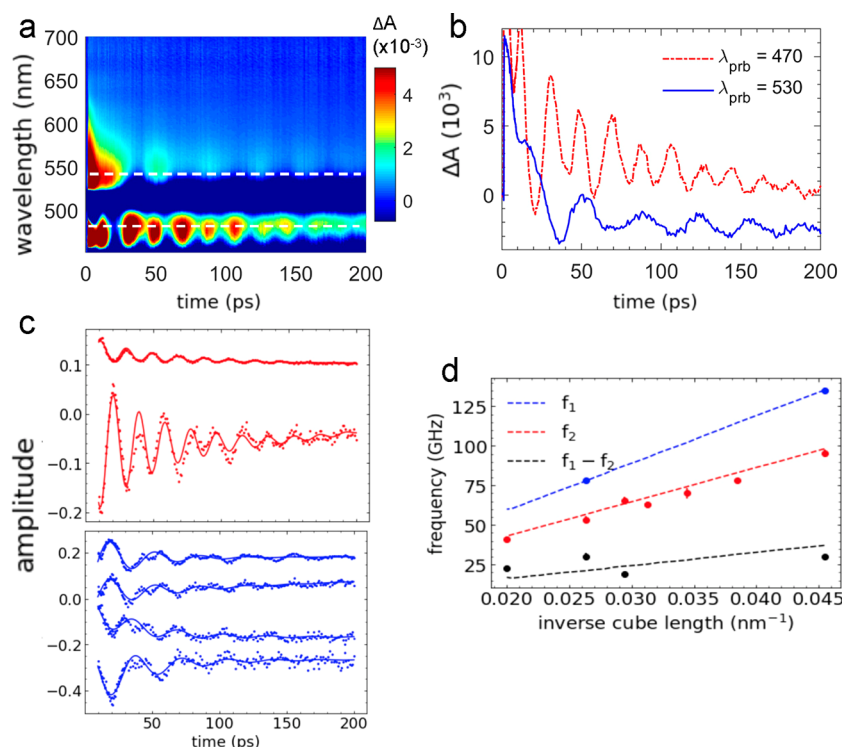 a
ΔA
(x10⁻³)
wavelength (nm)
700
650
600
550
500
4
2
0
0
50
100
150
200
time (ps)
b
ΔA (10³)
10
5
0
λprb = 470
λprb = 530
0
50
100
150
200
time (ps)
c
amplitude
0.1
0.0
−0.1
−0.2
0.2
0.0
−0.2
−0.4
50
100
150
200
time (ps)
d
frequency (GHz)
125
100
75
50
25
f₁
f₂
f₁ − f₂
0.020 0.025 0.030 0.035 0.040 0.045
inverse cube length (nm⁻¹)